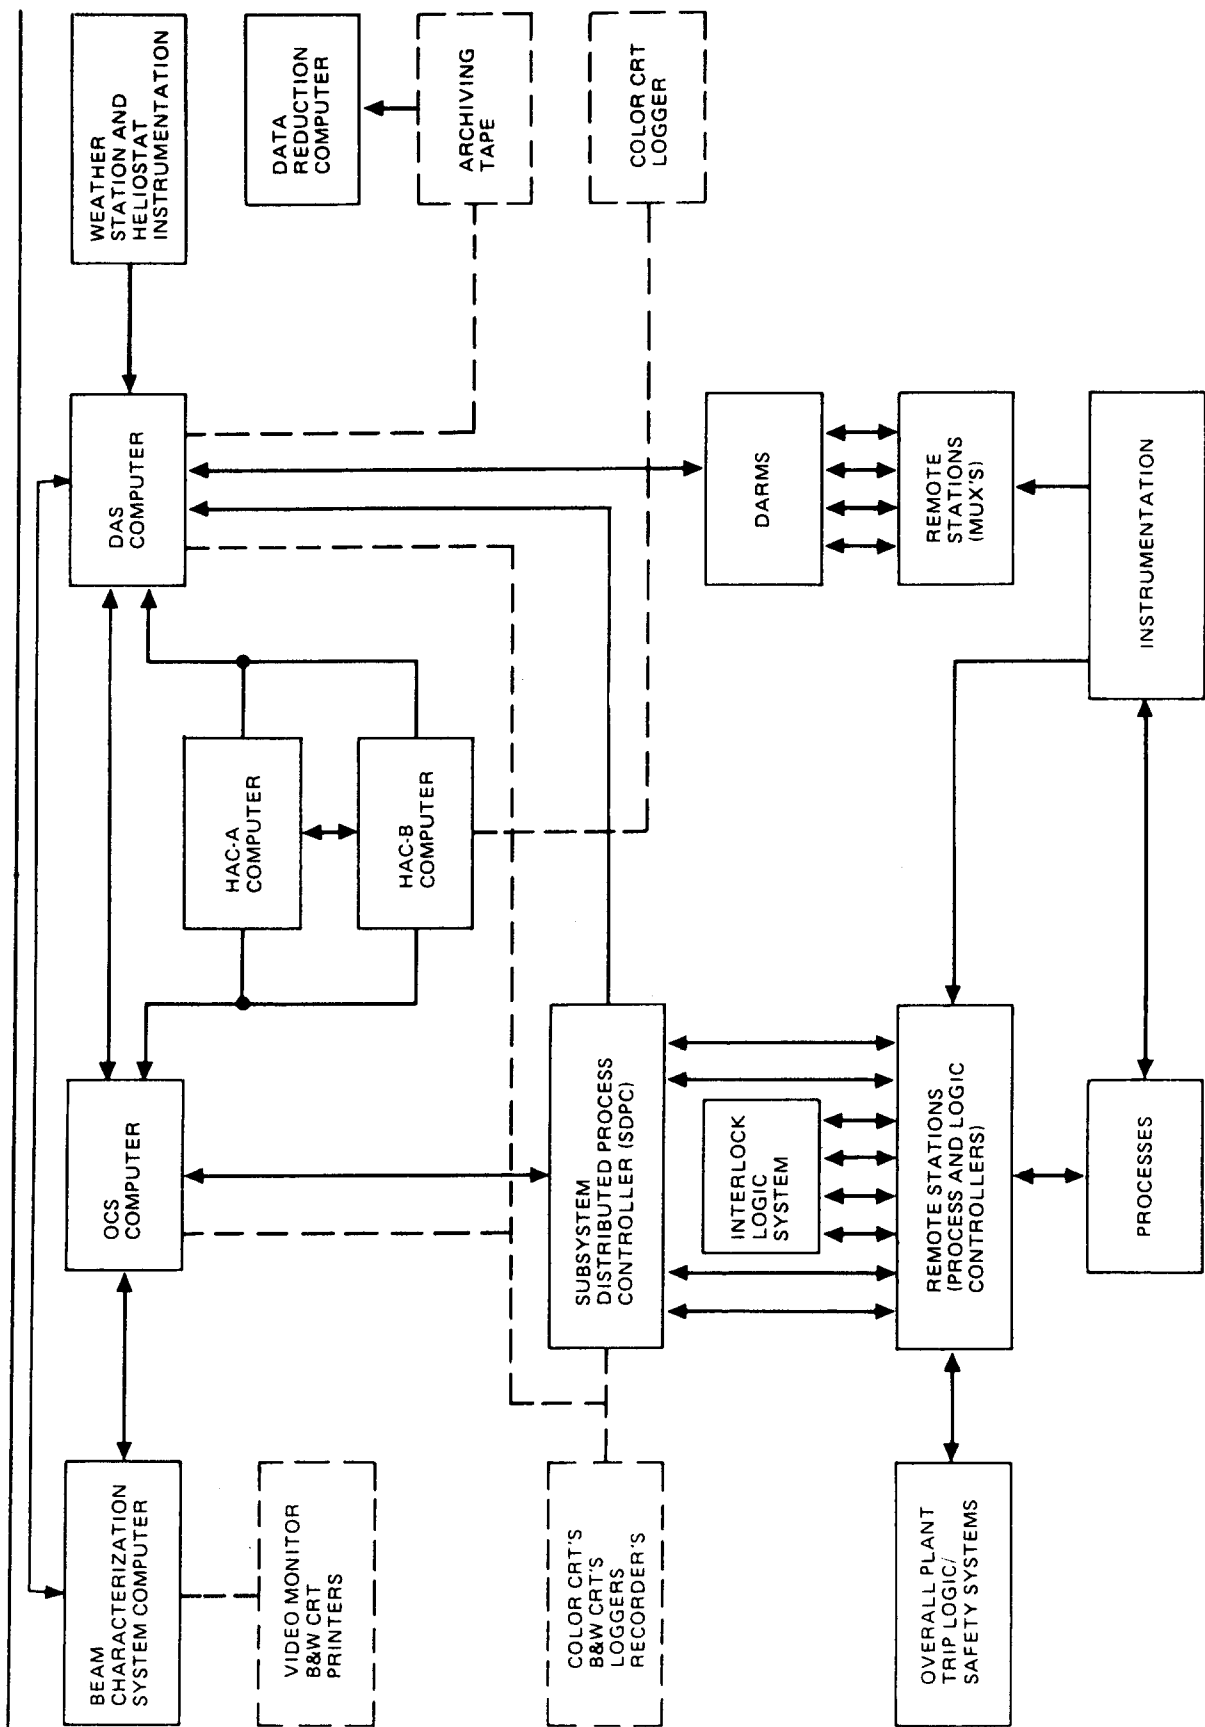 BEAM
CHARACTERIZATION
SYSTEM COMPUTER
OCS
COMPUTER
DAS
COMPUTER
WEATHER
STATION AND
HELIOSTAT
INSTRUMENTATION
VIDEO MONITOR
B&W CRT
PRINTERS
HAC-A
COMPUTER
DATA
REDUCTION
COMPUTER
HAC-B
COMPUTER
ARCHIVING
TAPE
COLOR CRT'S
B&W CRT'S
LOGGERS
RECORDER'S
SUBSYSTEM
DISTRIBUTED PROCESS
CONTROLLER (SDPC)
COLOR CRT
LOGGER
INTERLOCK
LOGIC
SYSTEM
DARMS
OVERALL PLANT
TRIP LOGIC/
SAFETY SYSTEMS
REMOTE STATIONS
(PROCESS AND LOGIC
CONTROLLERS)
REMOTE
STATIONS
(MUX'S)
PROCESSES
INSTRUMENTATION